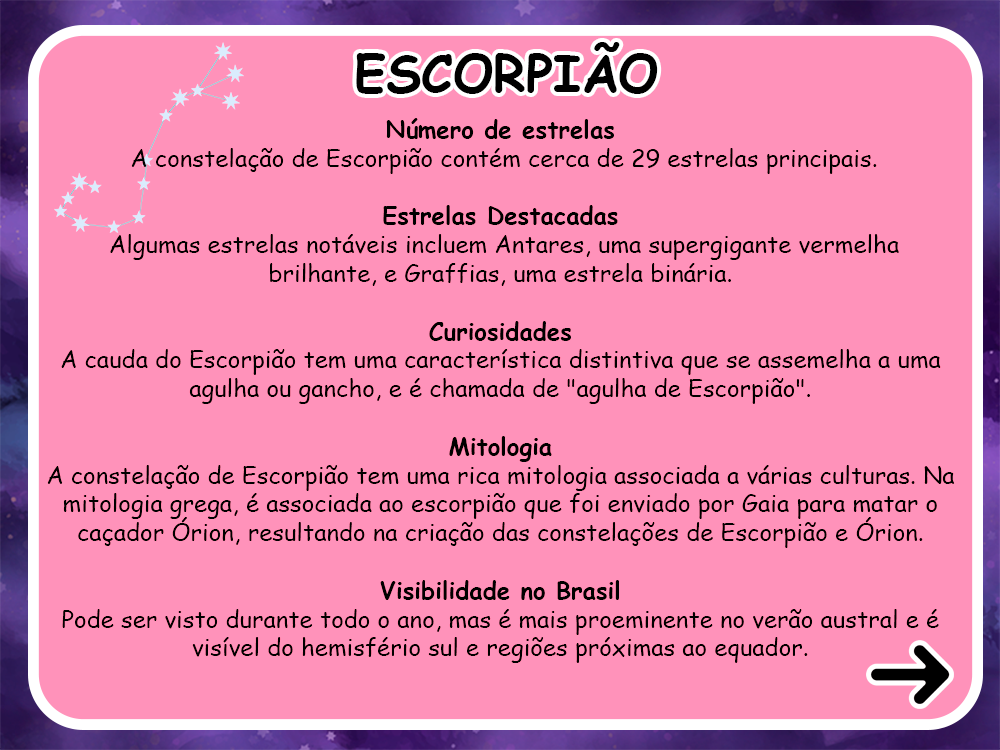 ESCORPIÃO
Número de estrelas
A constelação de Escorpião contém cerca de 29 estrelas principais.
Estrelas Destacadas
Algumas estrelas notáveis incluem Antares, uma supergigante vermelha
brilhante, e Graffias, uma estrela binária.
Curiosidades
A cauda do Escorpião tem uma característica distintiva que se assemelha a uma
agulha ou gancho, e é chamada de "agulha de Escorpião".
Mitologia
A constelação de Escorpião tem uma rica mitologia associada a várias culturas. Na
mitologia grega, é associada ao escorpião que foi enviado por Gaia para matar o
caçador Órion, resultando na criação das constelações de Escorpião e Órion.
Visibilidade no Brasil
Pode ser visto durante todo o ano, mas é mais proeminente no verão austral e é
visível do hemisfério sul e regiões próximas ao equador.